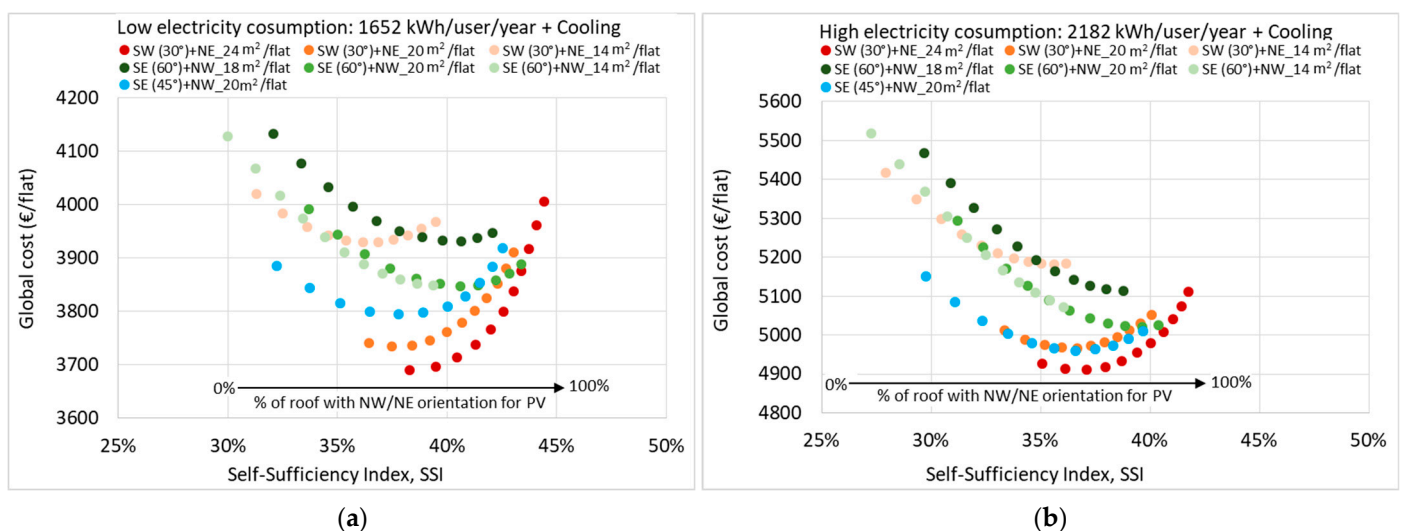 Low electricity cosumption: 1652 kWh/user/year + Cooling
SW (30°)+NE_24 m²/flat SW (30°)+NE_20 m²/flat SW (30°)+NE_14 m²/flat
SE (60°)+NW_18 m²/flat SE (60°)+NW_20 m²/flat SE (60°)+NW_14 m²/flat
SE (45°)+NW_20m²/flat
4200
4100
4000
3900
3800
3700
3600
Global cost (€/flat)
0% 100%
% of roof with NW/NE orientation for PV
25% 30% 35% 40% 45% 50%
Self-Sufficiency Index, SSI
(a)
High electricity cosumption: 2182 kWh/user/year + Cooling
SW (30°)+NE_24 m²/flat SW (30°)+NE_20 m²/flat SW (30°)+NE_14 m²/flat
SE (60°)+NW_18 m²/flat SE (60°)+NW_20 m²/flat SE (60°)+NW_14 m²/flat
SE (45°)+NW_20m²/flat
5600
5500
5400
5300
5200
5100
5000
4900
4800
Global cost (€/flat)
0% 100%
% of roof with NW/NE orientation for PV
25% 30% 35% 40% 45% 50%
Self-Sufficiency Index, SSI
(b)